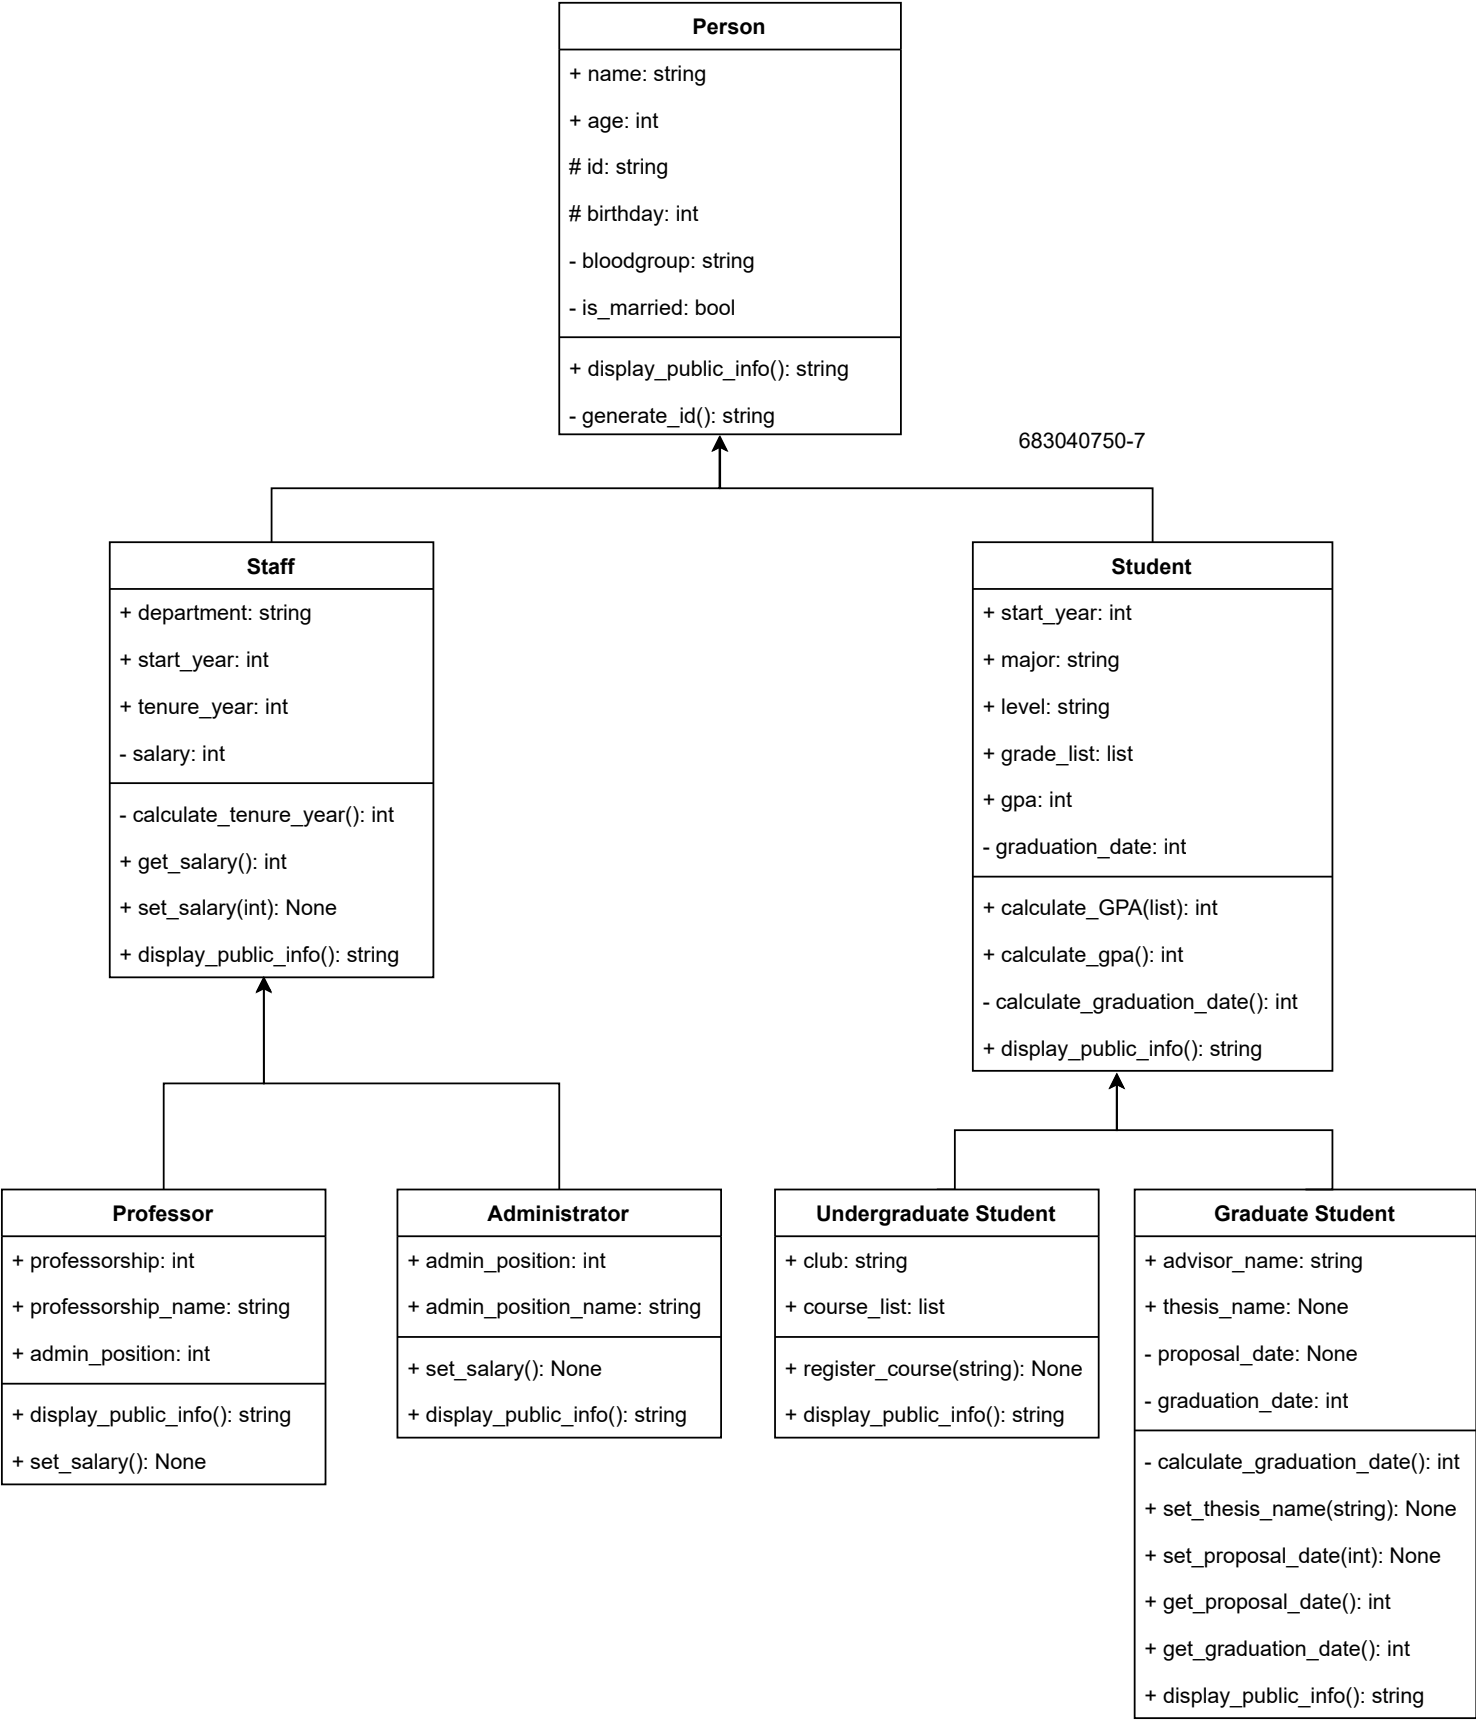 Person
+ name: string
+ age: int
# id: string
# birthday: int
- bloodgroup: string
- is_married: bool
+ display_public_info(): string
- generate_id(): string
683040750-7
Staff
+ department: string
+ start_year: int
+ tenure_year: int
- salary: int
- calculate_tenure_year(): int
+ get_salary(): int
+ set_salary(int): None
+ display_public_info(): string
Student
+ start_year: int
+ major: string
+ level: string
+ grade_list: list
+ gpa: int
- graduation_date: int
+ calculate_GPA(list): int
+ calculate_gpa(): int
- calculate_graduation_date(): int
+ display_public_info(): string
Professor
+ professorship: int
+ professorship_name: string
+ admin_position: int
+ display_public_info(): string
+ set_salary(): None
Administrator
+ admin_position: int
+ admin_position_name: string
+ set_salary(): None
+ display_public_info(): string
Undergraduate Student
+ club: string
+ course_list: list
+ register_course(string): None
+ display_public_info(): string
Graduate Student
+ advisor_name: string
+ thesis_name: None
- proposal_date: None
- graduation_date: int
- calculate_graduation_date(): int
+ set_thesis_name(string): None
+ set_proposal_date(int): None
+ get_proposal_date(): int
+ get_graduation_date(): int
+ display_public_info(): string